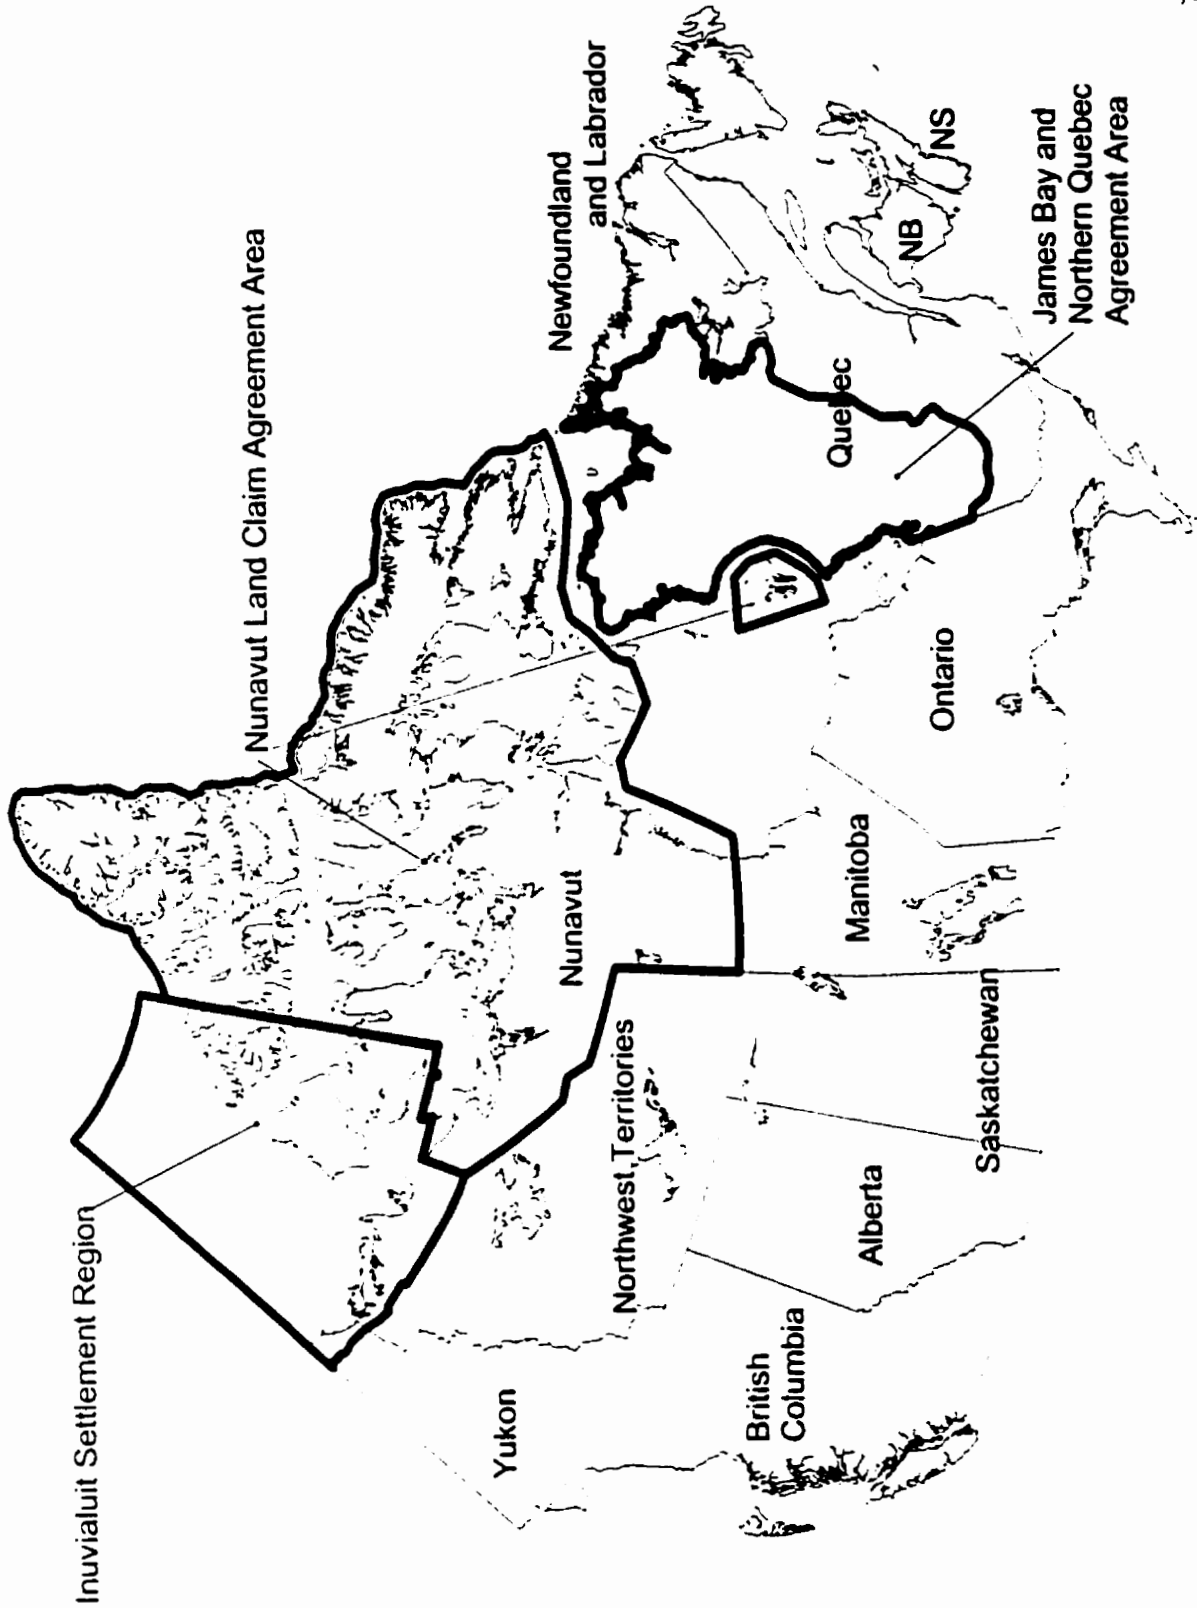 Inuvialuit Settlement Region
Nunavut Land Claim Agreement Area
Newfoundland
and Labrador
Yukon
Northwest Territories
Nunavut
British
Columbia
Alberta
Saskatchewan
Manitoba
Ontario
Quebec
NB
NS
James Bay and
Northern Quebec
Agreement Area